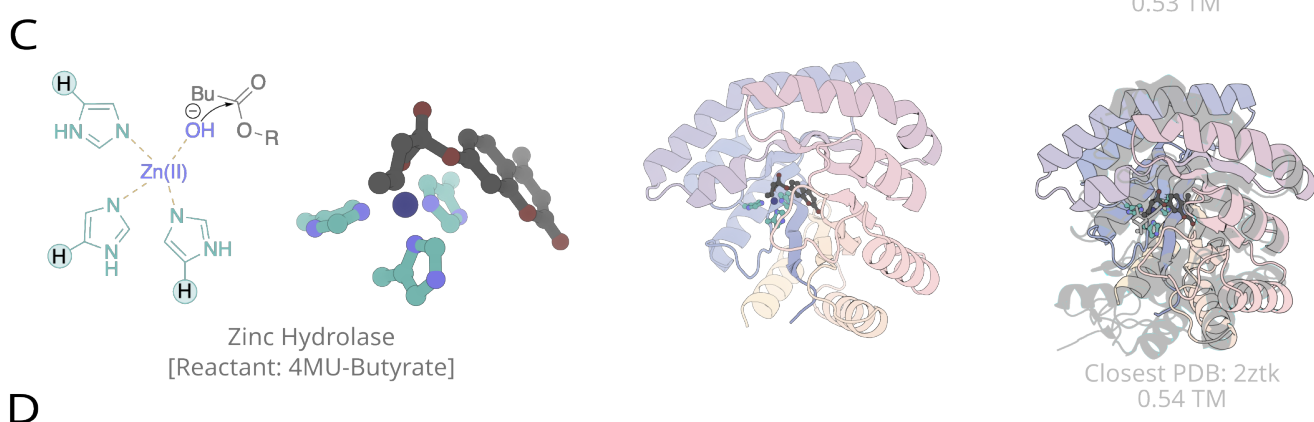 0.53 TM
C
H
Bu
O
⊖
HN
N
OH
O
R
Zn(II)
N
N
H
N
H
NH
H
Zinc Hydrolase
[Reactant: 4MU-Butyrate]
Closest PDB: 2ztk
0.54 TM
D